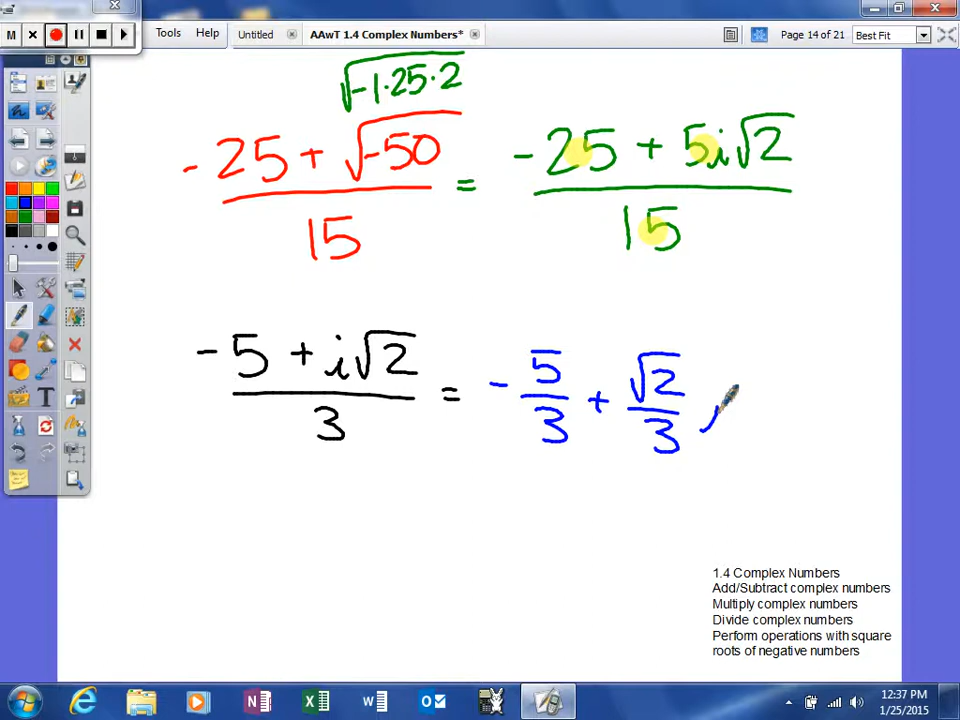 M
Tools Help Untitled AAwT 1.4 Complex Numbers* Page 14 of 21 Best Fit
√-1·25·2
-25 + √-50 = -25 + 5i√2
15 15
-5 + i√2 = -5 + √2
3 3 3
1.4 Complex Numbers
Add/Subtract complex numbers
Multiply complex numbers
Divide complex numbers
Perform operations with square
roots of negative numbers
12:37 PM
1/25/2015